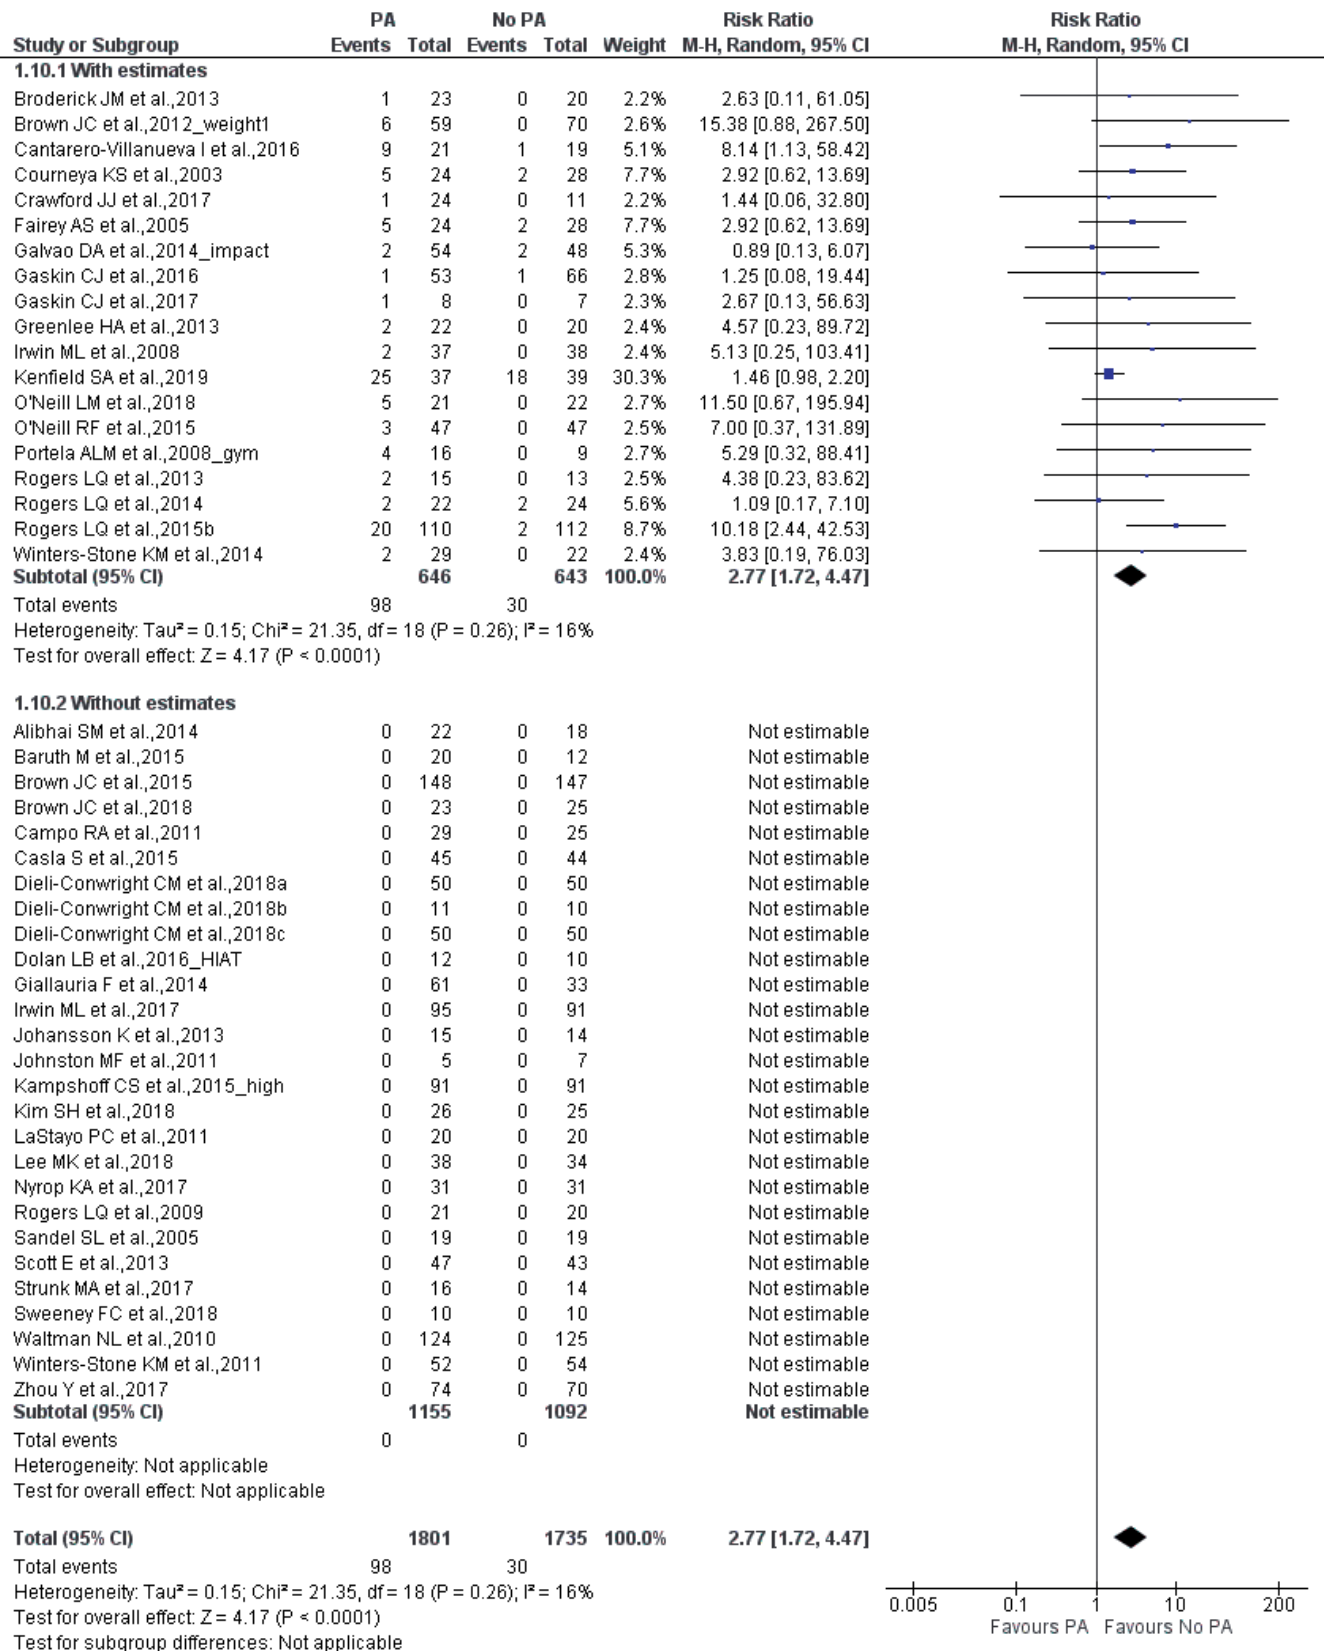 PA No PA Risk Ratio Risk Ratio
Study or Subgroup Events Total Events Total Weight M-H, Random, 95% CI M-H, Random, 95% CI
1.10.1 With estimates
Broderick JM et al.,2013 1 23 0 20 2.2% 2.63 [0.11, 61.05]
Brown JC et al.,2012_weight1 6 59 0 70 2.6% 15.38 [0.88, 267.50]
Cantarero-Villanueva I et al.,2016 9 21 1 19 5.1% 8.14 [1.13, 58.42]
Courneya KS et al.,2003 5 24 2 28 7.7% 2.92 [0.62, 13.69]
Crawford JJ et al.,2017 1 24 0 11 2.2% 1.44 [0.06, 32.80]
Fairey AS et al.,2005 5 24 2 28 7.7% 2.92 [0.62, 13.69]
Galvao DA et al.,2014_impact 2 54 2 48 5.3% 0.89 [0.13, 6.07]
Gaskin CJ et al.,2016 1 53 1 66 2.8% 1.25 [0.08, 19.44]
Gaskin CJ et al.,2017 1 8 0 7 2.3% 2.67 [0.13, 56.63]
Greenlee HA et al.,2013 2 22 0 20 2.4% 4.57 [0.23, 89.72]
Irwin ML et al.,2008 2 37 0 38 2.4% 5.13 [0.25, 103.41]
Kenfield SA et al.,2019 25 37 18 39 30.3% 1.46 [0.98, 2.20]
O'Neill LM et al.,2018 5 21 0 22 2.7% 11.50 [0.67, 195.94]
O'Neill RF et al.,2015 3 47 0 47 2.5% 7.00 [0.37, 131.89]
Portela ALM et al.,2008_gym 4 16 0 9 2.7% 5.29 [0.32, 88.41]
Rogers LQ et al.,2013 2 15 0 13 2.5% 4.38 [0.23, 83.62]
Rogers LQ et al.,2014 2 22 2 24 5.6% 1.09 [0.17, 7.10]
Rogers LQ et al.,2015b 20 110 2 112 8.7% 10.18 [2.44, 42.53]
Winters-Stone KM et al.,2014 2 29 0 22 2.4% 3.83 [0.19, 76.03]
Subtotal (95% CI) 646 643 100.0% 2.77 [1.72, 4.47]
Total events 98 30
Heterogeneity: Tau² = 0.15; Chi² = 21.35, df = 18 (P = 0.26); I² = 16%
Test for overall effect: Z = 4.17 (P < 0.0001)
1.10.2 Without estimates
Alibhai SM et al.,2014 0 22 0 18 Not estimable
Baruth M et al.,2015 0 20 0 12 Not estimable
Brown JC et al.,2015 0 148 0 147 Not estimable
Brown JC et al.,2018 0 23 0 25 Not estimable
Campo RA et al.,2011 0 29 0 25 Not estimable
Casla S et al.,2015 0 45 0 44 Not estimable
Dieli-Conwright CM et al.,2018a 0 50 0 50 Not estimable
Dieli-Conwright CM et al.,2018b 0 11 0 10 Not estimable
Dieli-Conwright CM et al.,2018c 0 50 0 50 Not estimable
Dolan LB et al.,2016_HIAT 0 12 0 10 Not estimable
Giallauria F et al.,2014 0 61 0 33 Not estimable
Irwin ML et al.,2017 0 95 0 91 Not estimable
Johansson K et al.,2013 0 15 0 14 Not estimable
Johnston MF et al.,2011 0 5 0 7 Not estimable
Kampshoff CS et al.,2015_high 0 91 0 91 Not estimable
Kim SH et al.,2018 0 26 0 25 Not estimable
LaStayo PC et al.,2011 0 20 0 20 Not estimable
Lee MK et al.,2018 0 38 0 34 Not estimable
Nyrop KA et al.,2017 0 31 0 31 Not estimable
Rogers LQ et al.,2009 0 21 0 20 Not estimable
Sandel SL et al.,2005 0 19 0 19 Not estimable
Scott E et al.,2013 0 47 0 43 Not estimable
Strunk MA et al.,2017 0 16 0 14 Not estimable
Sweeney FC et al.,2018 0 10 0 10 Not estimable
Waltman NL et al.,2010 0 124 0 125 Not estimable
Winters-Stone KM et al.,2011 0 52 0 54 Not estimable
Zhou Y et al.,2017 0 74 0 70 Not estimable
Subtotal (95% CI) 1155 1092 Not estimable
Total events 0 0
Heterogeneity: Not applicable
Test for overall effect: Not applicable
Total (95% CI) 1801 1735 100.0% 2.77 [1.72, 4.47]
Total events 98 30
Heterogeneity: Tau² = 0.15; Chi² = 21.35, df = 18 (P = 0.26); I² = 16%
Test for overall effect: Z = 4.17 (P < 0.0001)
Test for subgroup differences: Not applicable
0.005 0.1 1 10 200
Favours PA Favours No PA